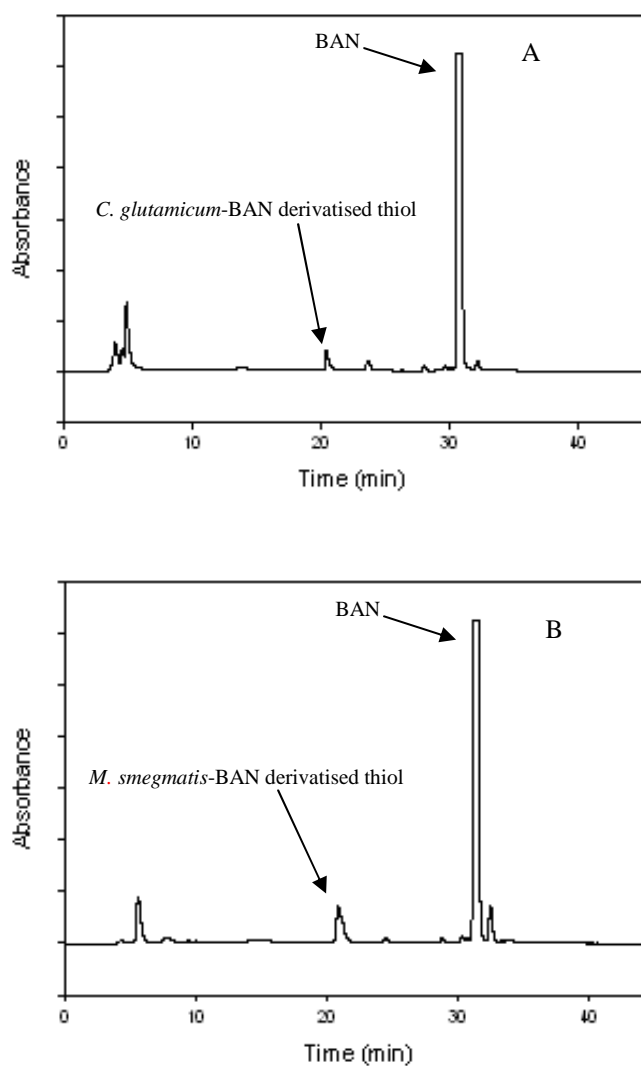 BAN
A
C. glutamicum-BAN derivatised thiol
Absorbance
0 10 20 30 40
Time (min)
BAN
B
M. smegmatis-BAN derivatised thiol
Absorbance
0 10 20 30 40
Time (min)